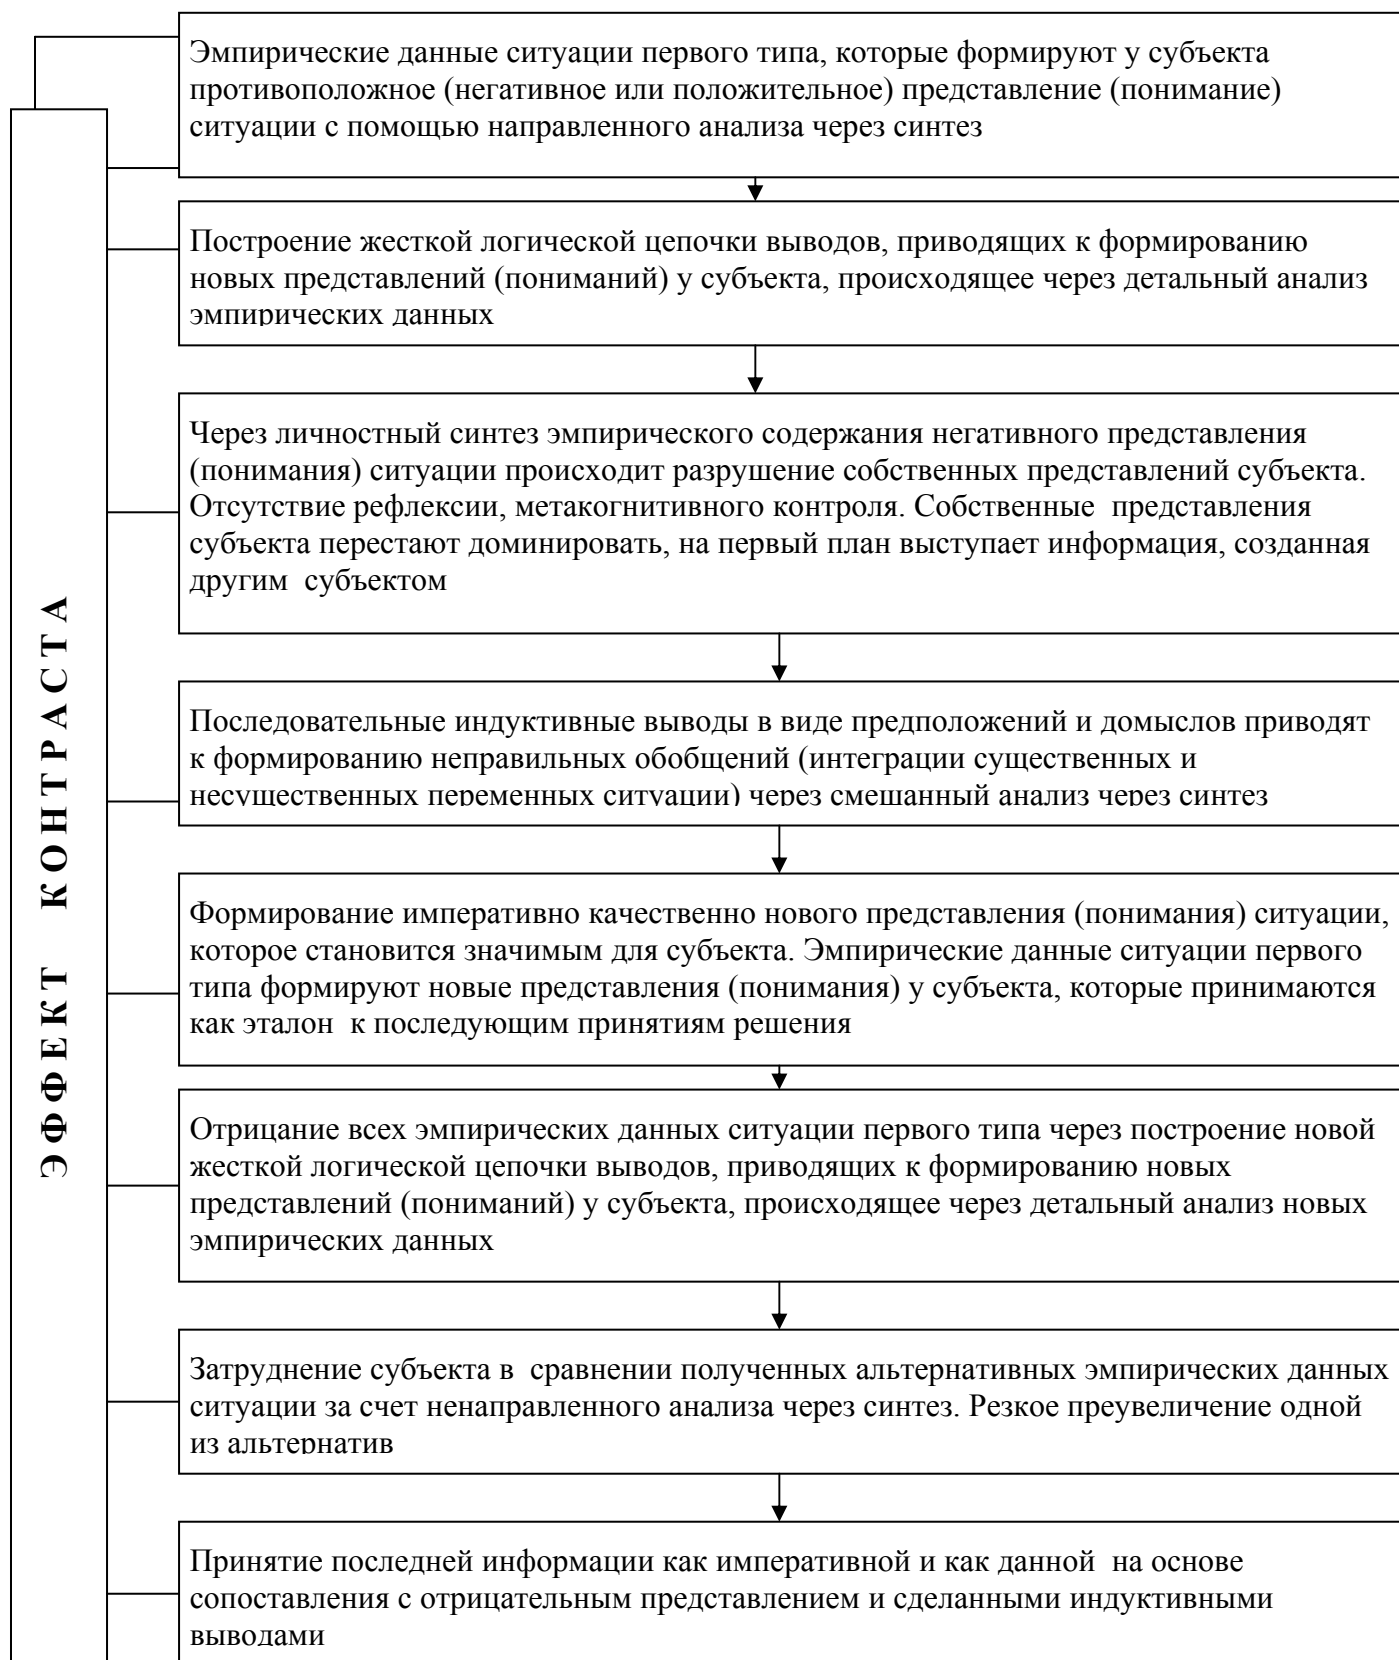 Эмпирические данные ситуации первого типа, которые формируют у субъекта
противоположное (негативное или положительное) представление (понимание)
ситуации с помощью направленного анализа через синтез
Построение жесткой логической цепочки выводов, приводящих к формированию
новых представлений (пониманий) у субъекта, происходящее через детальный анализ
эмпирических данных
Через личностный синтез эмпирического содержания негативного представления
(понимания) ситуации происходит разрушение собственных представлений субъекта.
Отсутствие рефлексии, метакогнитивного контроля. Собственные  представления
субъекта перестают доминировать, на первый план выступает информация, созданная
другим  субъектом
Последовательные индуктивные выводы в виде предположений и домыслов приводят
к формированию неправильных обобщений (интеграции существенных и
несущественных переменных ситуации) через смешанный анализ через синтез
Формирование императивно качественно нового представления (понимания) ситуации,
которое становится значимым для субъекта. Эмпирические данные ситуации первого
типа формируют новые представления (понимания) у субъекта, которые принимаются
как эталон  к последующим принятиям решения
Отрицание всех эмпирических данных ситуации первого типа через построение новой
жесткой логической цепочки выводов, приводящих к формированию новых
представлений (пониманий) у субъекта, происходящее через детальный анализ новых
эмпирических данных
Затруднение субъекта в  сравнении полученных альтернативных эмпирических данных
ситуации за счет ненаправленного анализа через синтез. Резкое преувеличение одной
из альтернатив
Принятие последней информации как императивной и как данной  на основе
сопоставления с отрицательным представлением и сделанными индуктивными
выводами
Э Ф Ф Е К Т   К О Н Т Р А С Т А